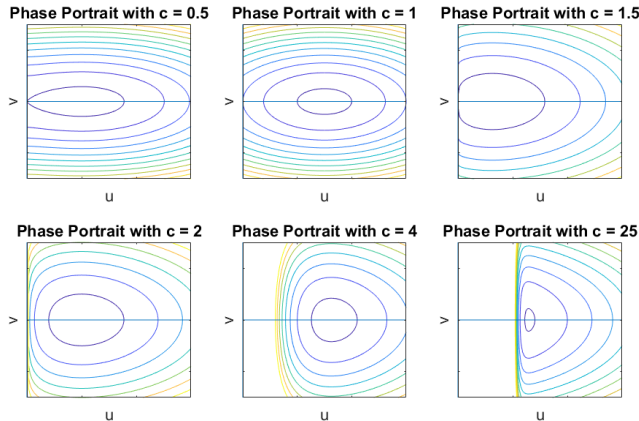 Phase Portrait with c = 0.5
Phase Portrait with c = 1
Phase Portrait with c = 1.5
v
v
v
u
u
u
Phase Portrait with c = 2
Phase Portrait with c = 4
Phase Portrait with c = 25
v
v
v
u
u
u